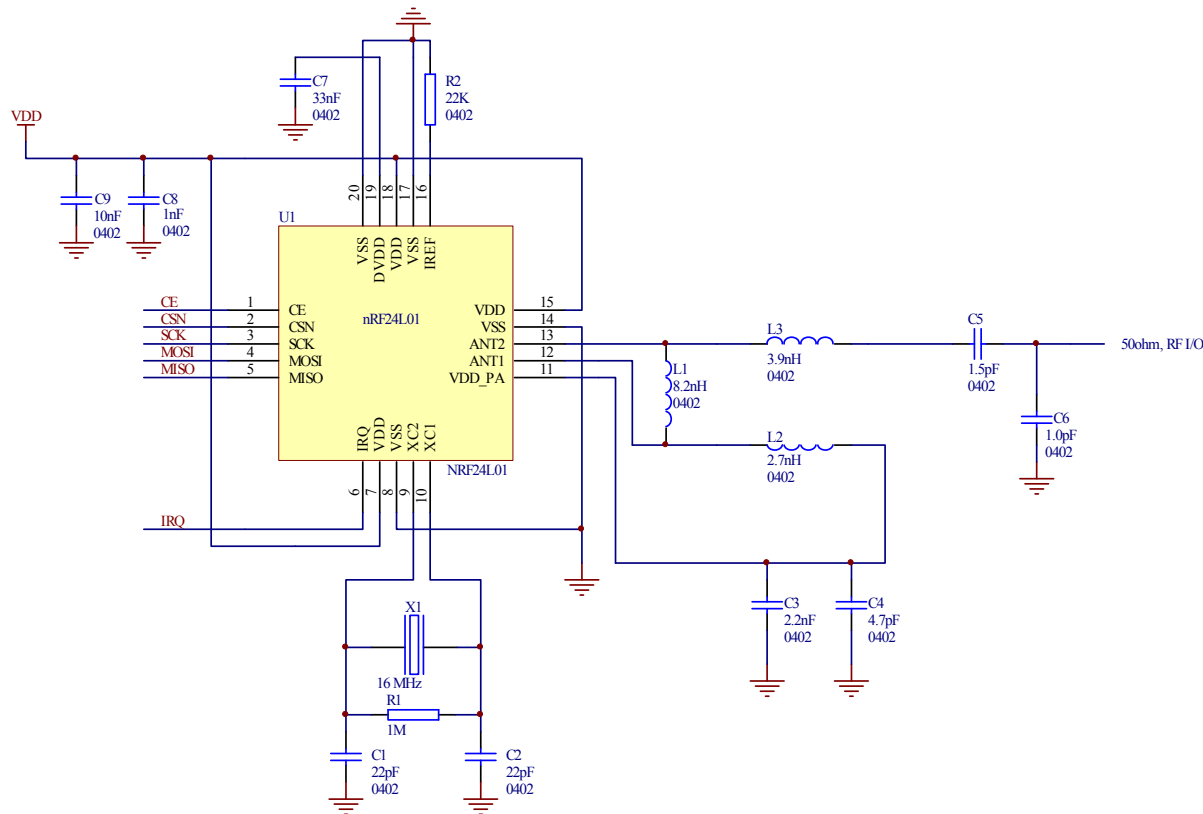 C7
33nF
0402
R2
22K
0402
VDD
C9
10nF
0402
C8
1nF
0402
20
19
18
17
16
U1
VSS
DVDD
VDD
VSS
IREF
nRF24L01
CE
1
CE
CSN
2
CSN
SCK
3
SCK
MOSI
4
MOSI
MISO
5
MISO
VDD
15
VSS
14
ANT2
13
ANT1
12
VDD_PA
11
IRQ
VDD
VSS
XC2
XC1
NRF24L01
6
7
8
9
10
IRQ
L3
3.9nH
0402
L1
8.2nH
0402
L2
2.7nH
0402
C5
1.5pF
0402
50ohm, RF I/O
C6
1.0pF
0402
C3
2.2nF
0402
C4
4.7pF
0402
X1
16 MHz
R1
1M
C1
22pF
0402
C2
22pF
0402